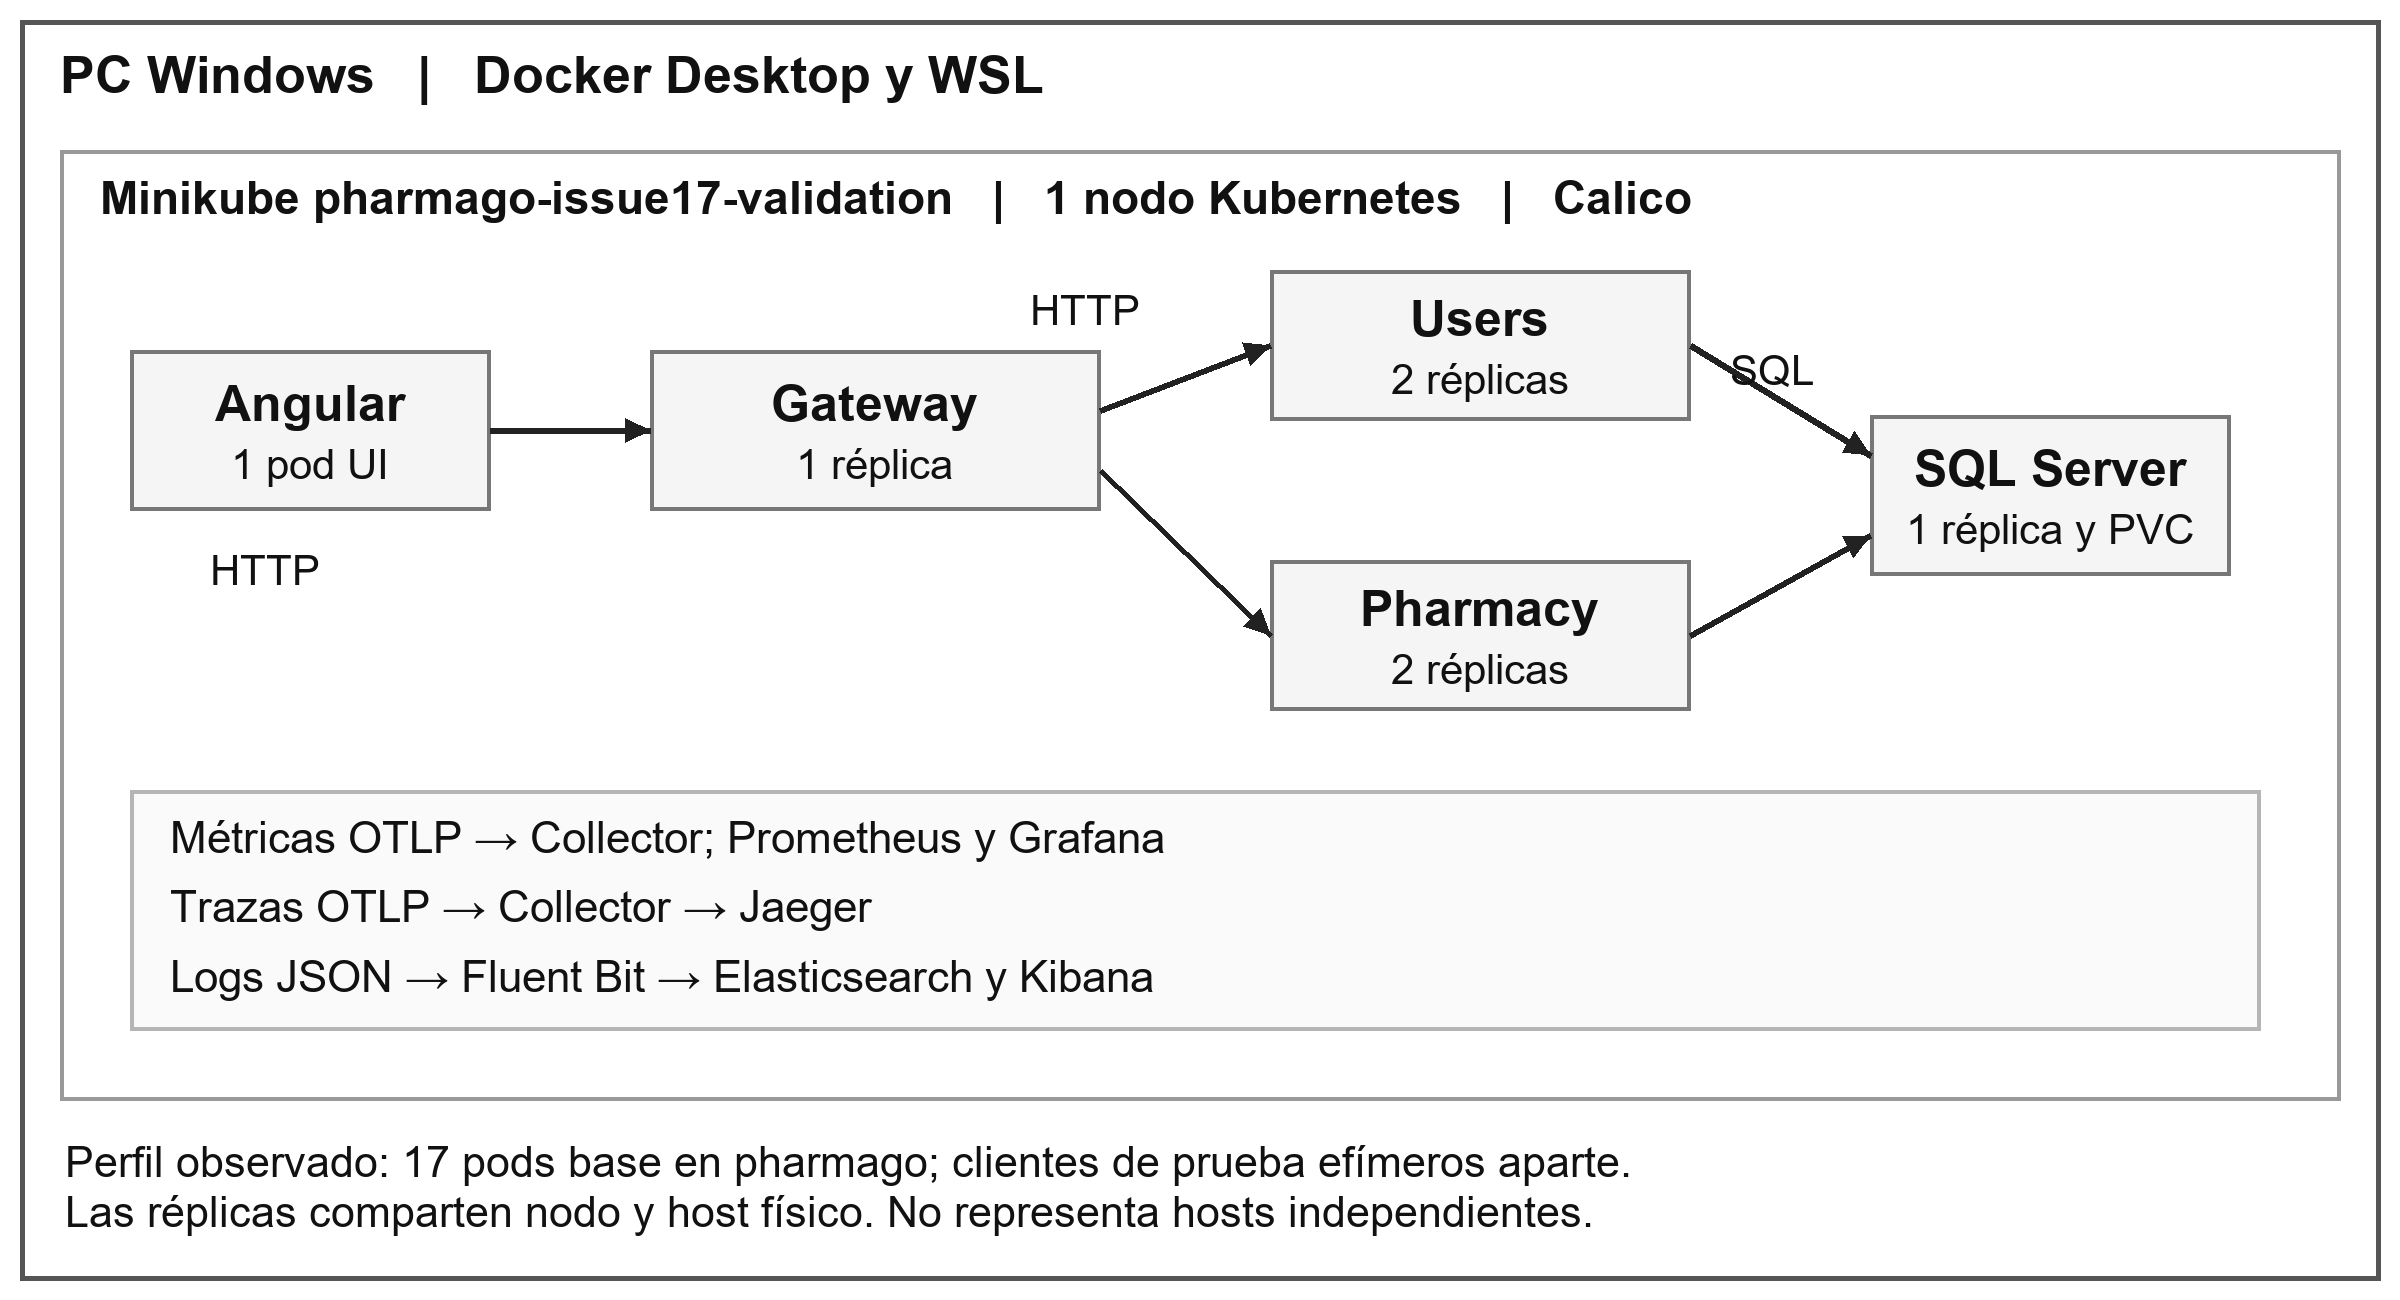 PC Windows | Docker Desktop y WSL
Minikube pharmago-issue17-validation | 1 nodo Kubernetes | Calico
Angular
1 pod UI
HTTP
Gateway
1 réplica
HTTP
Users
2 réplicas
Pharmacy
2 réplicas
SQL
SQL Server
1 réplica y PVC
Métricas OTLP → Collector; Prometheus y Grafana
Trazas OTLP → Collector → Jaeger
Logs JSON → Fluent Bit → Elasticsearch y Kibana
Perfil observado: 17 pods base en pharmago; clientes de prueba efímeros aparte.
Las réplicas comparten nodo y host físico. No representa hosts independientes.